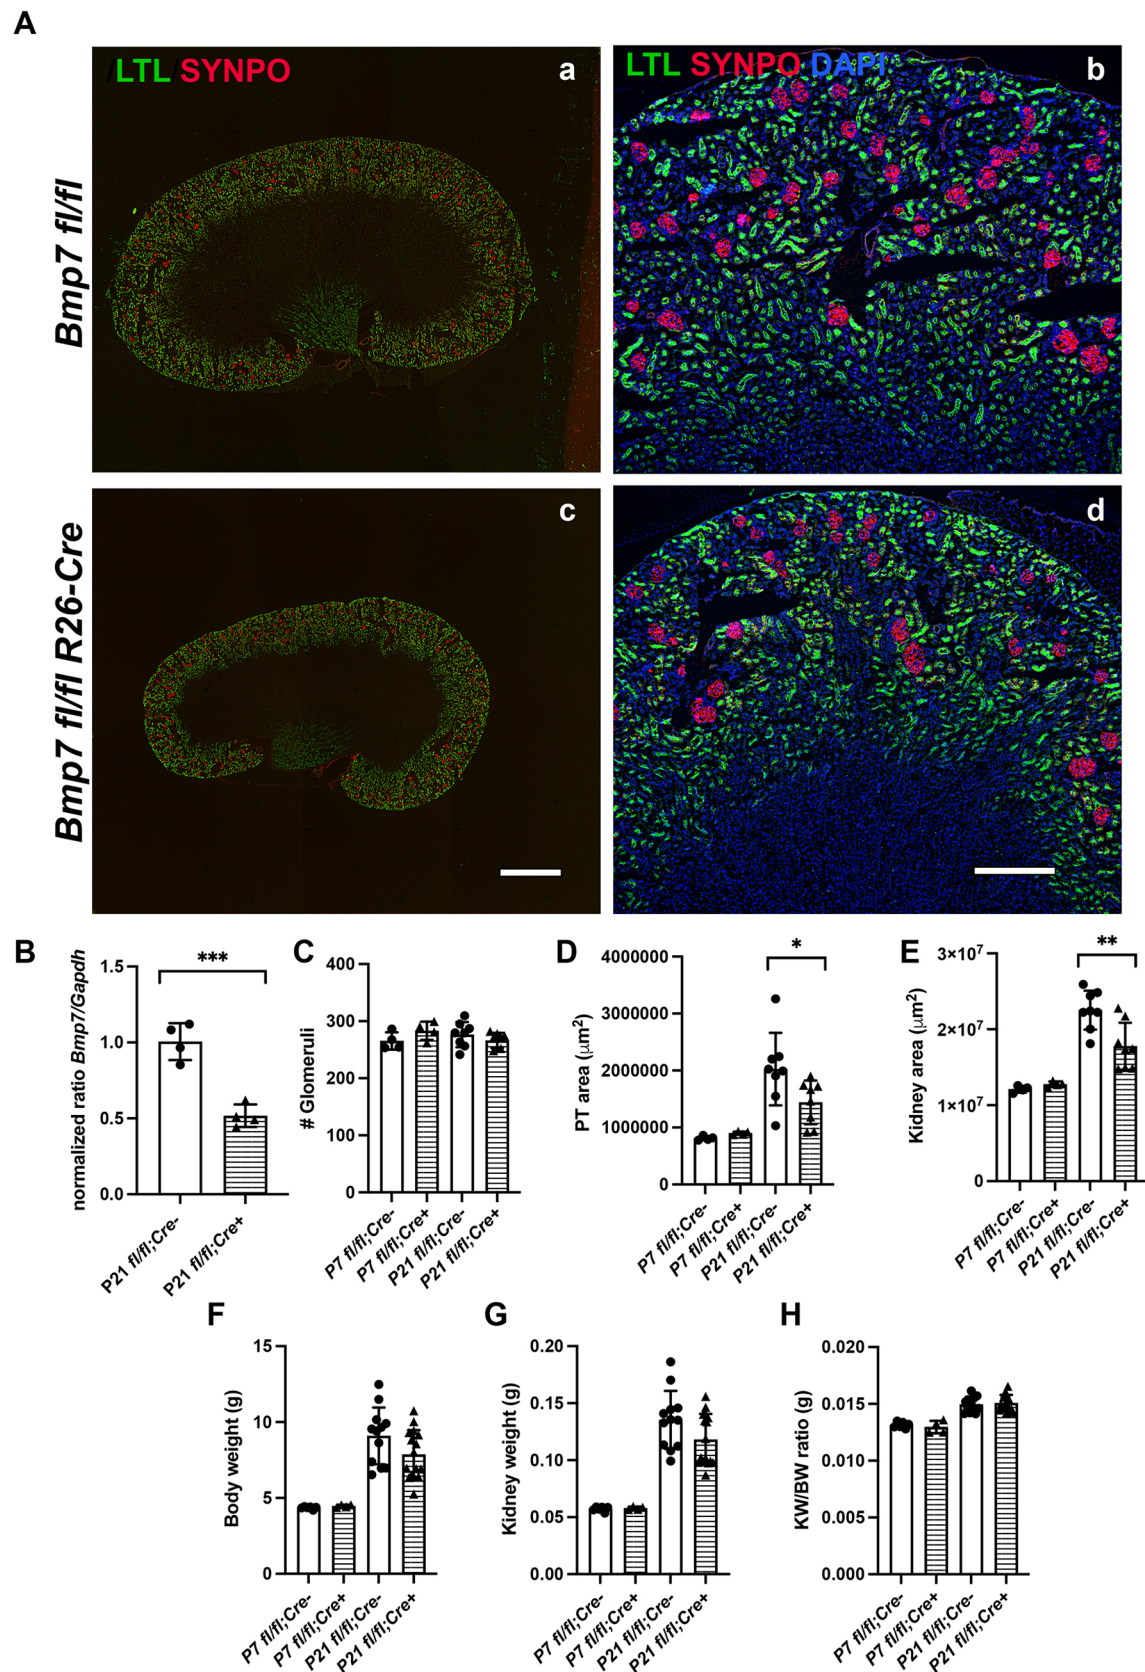 A
/LTL/SYNPO
a
LTL SYNPO DAPI
b
Bmp7 fl/fl
c
d
Bmp7 fl/fl R26-Cre
B
normalized ratio Bmp7/Gapdh
1.5
1.0
0.5
0.0
***
P21 fl/fl;Cre-
P21 fl/fl;Cre+
C
# Glomeruli
400
300
200
100
0
P7 fl/fl;Cre-
P7 fl/fl;Cre+
P21 fl/fl;Cre-
P21 fl/fl;Cre+
D
PT area (μm²)
4000000
3000000
2000000
1000000
0
*
P7 fl/fl;Cre-
P7 fl/fl;Cre+
P21 fl/fl;Cre-
P21 fl/fl;Cre+
E
Kidney area (μm²)
3×10⁷
2×10⁷
1×10⁷
0
**
P7 fl/fl;Cre-
P7 fl/fl;Cre+
P21 fl/fl;Cre-
P21 fl/fl;Cre+
F
Body weight (g)
15
10
5
0
P7 fl/fl;Cre-
P7 fl/fl;Cre+
P21 fl/fl;Cre-
P21 fl/fl;Cre+
G
Kidney weight (g)
0.20
0.15
0.10
0.05
0.00
P7 fl/fl;Cre-
P7 fl/fl;Cre+
P21 fl/fl;Cre-
P21 fl/fl;Cre+
H
KW/BW ratio (g)
0.020
0.015
0.010
0.005
0.000
P7 fl/fl;Cre-
P7 fl/fl;Cre+
P21 fl/fl;Cre-
P21 fl/fl;Cre+